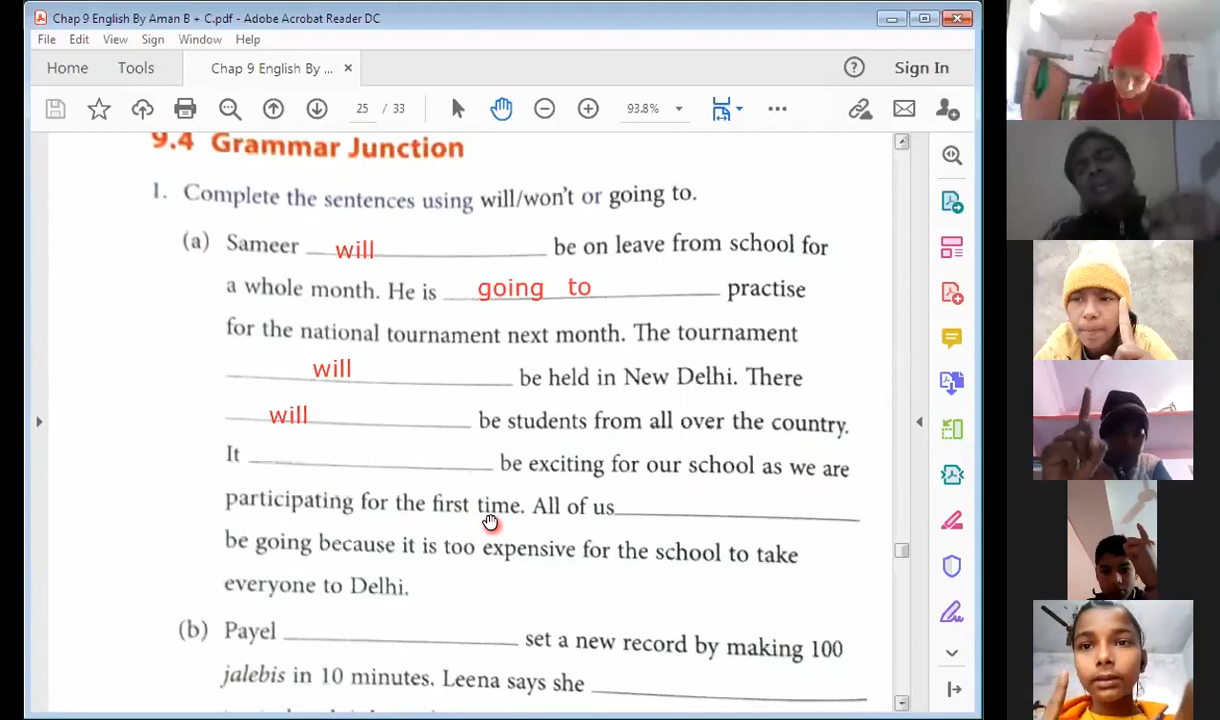 Chap 9 English By Aman B + C.pdf - Adobe Acrobat Reader DC
File Edit View Sign Window Help
Home Tools Chap 9 English By ... × ? Sign In
25 / 33 93.8%
9.4 Grammar Junction
1. Complete the sentences using will/won't or going to.
(a) Sameer will be on leave from school for
a whole month. He is going to practise
for the national tournament next month. The tournament
will be held in New Delhi. There
will be students from all over the country.
It be exciting for our school as we are
participating for the first time. All of us
be going because it is too expensive for the school to take
everyone to Delhi.
(b) Payel set a new record by making 100
jalebis in 10 minutes. Leena says she